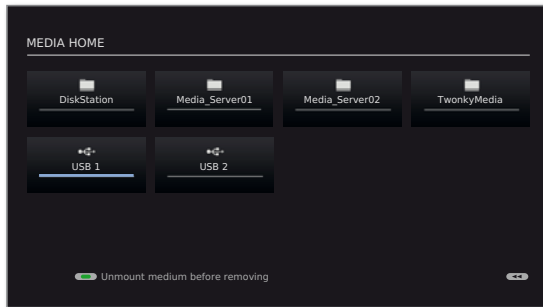 MEDIA HOME
DiskStation Media_Server01 Media_Server02 TwonkyMedia
USB 1 USB 2
Unmount medium before removing